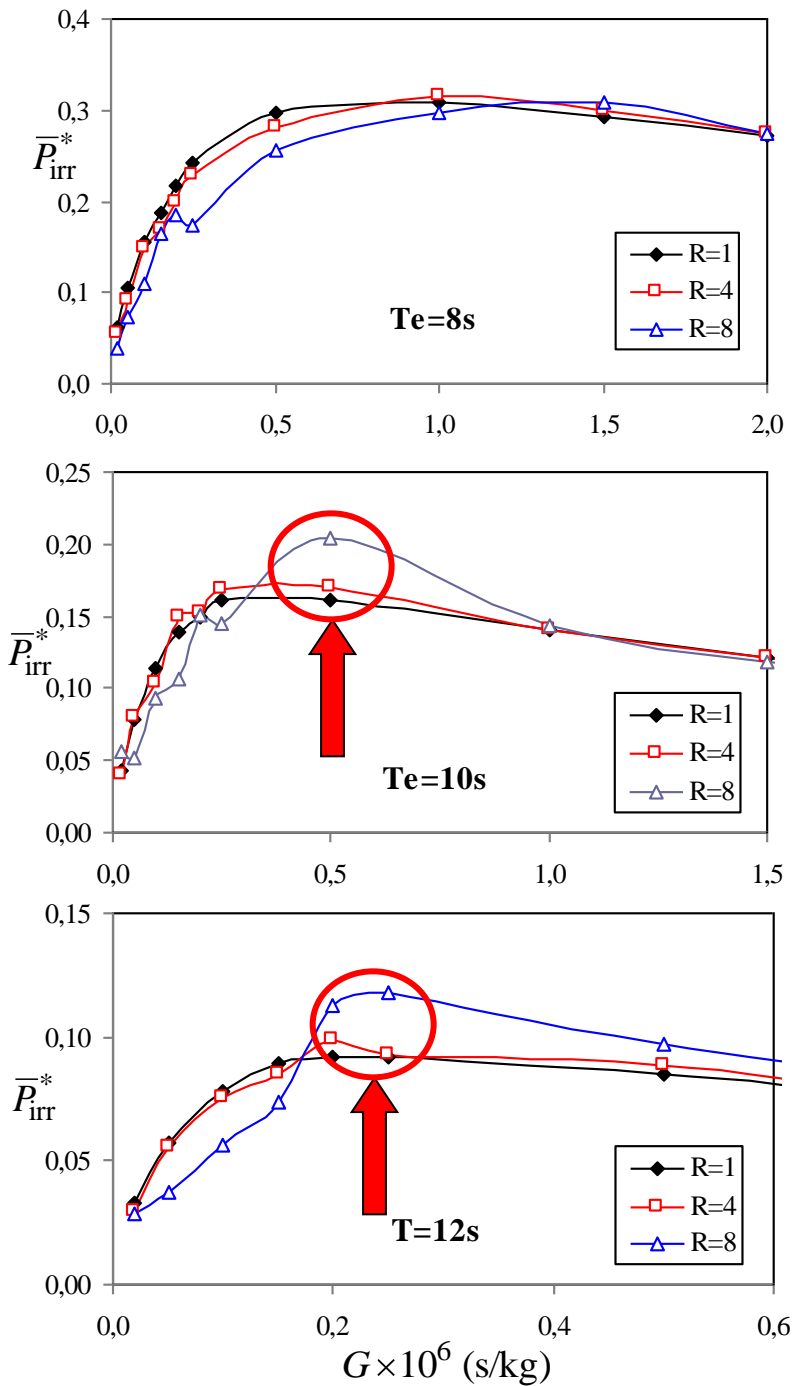 0,4
0,3
0,2
0,1
0,0
P̅*irr
R=1
R=4
R=8
Te=8s
0,0 0,5 1,0 1,5 2,0
0,25
0,20
0,15
0,10
0,05
0,00
P̅*irr
R=1
R=4
R=8
Te=10s
0,0 0,5 1,0 1,5
0,15
0,10
0,05
0,00
P̅*irr
R=1
R=4
R=8
T=12s
0,0 0,2 0,4 0,6
G×10⁶ (s/kg)